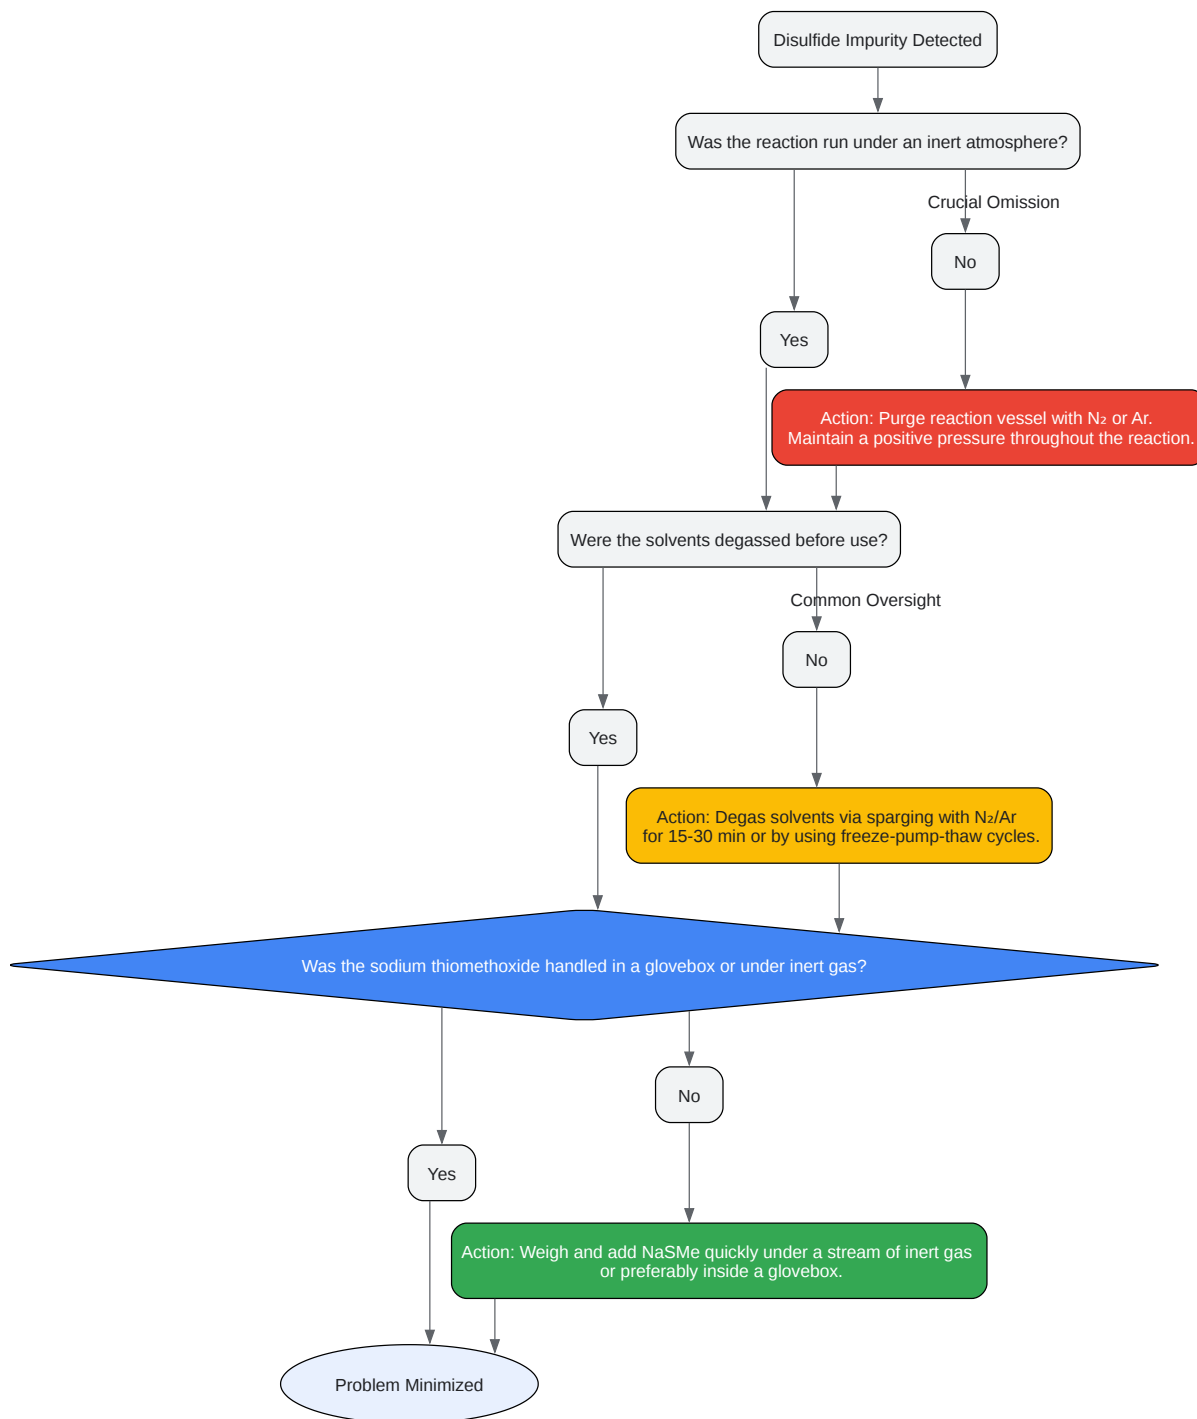 Disulfide Impurity Detected
Was the reaction run under an inert atmosphere?
Crucial Omission
No
Yes
Action: Purge reaction vessel with N₂ or Ar.
Maintain a positive pressure throughout the reaction.
Were the solvents degassed before use?
Common Oversight
No
Yes
Action: Degas solvents via sparging with N₂/Ar
for 15-30 min or by using freeze-pump-thaw cycles.
Was the sodium thiomethoxide handled in a glovebox or under inert gas?
No
Yes
Action: Weigh and add NaSMe quickly under a stream of inert gas
or preferably inside a glovebox.
Problem Minimized